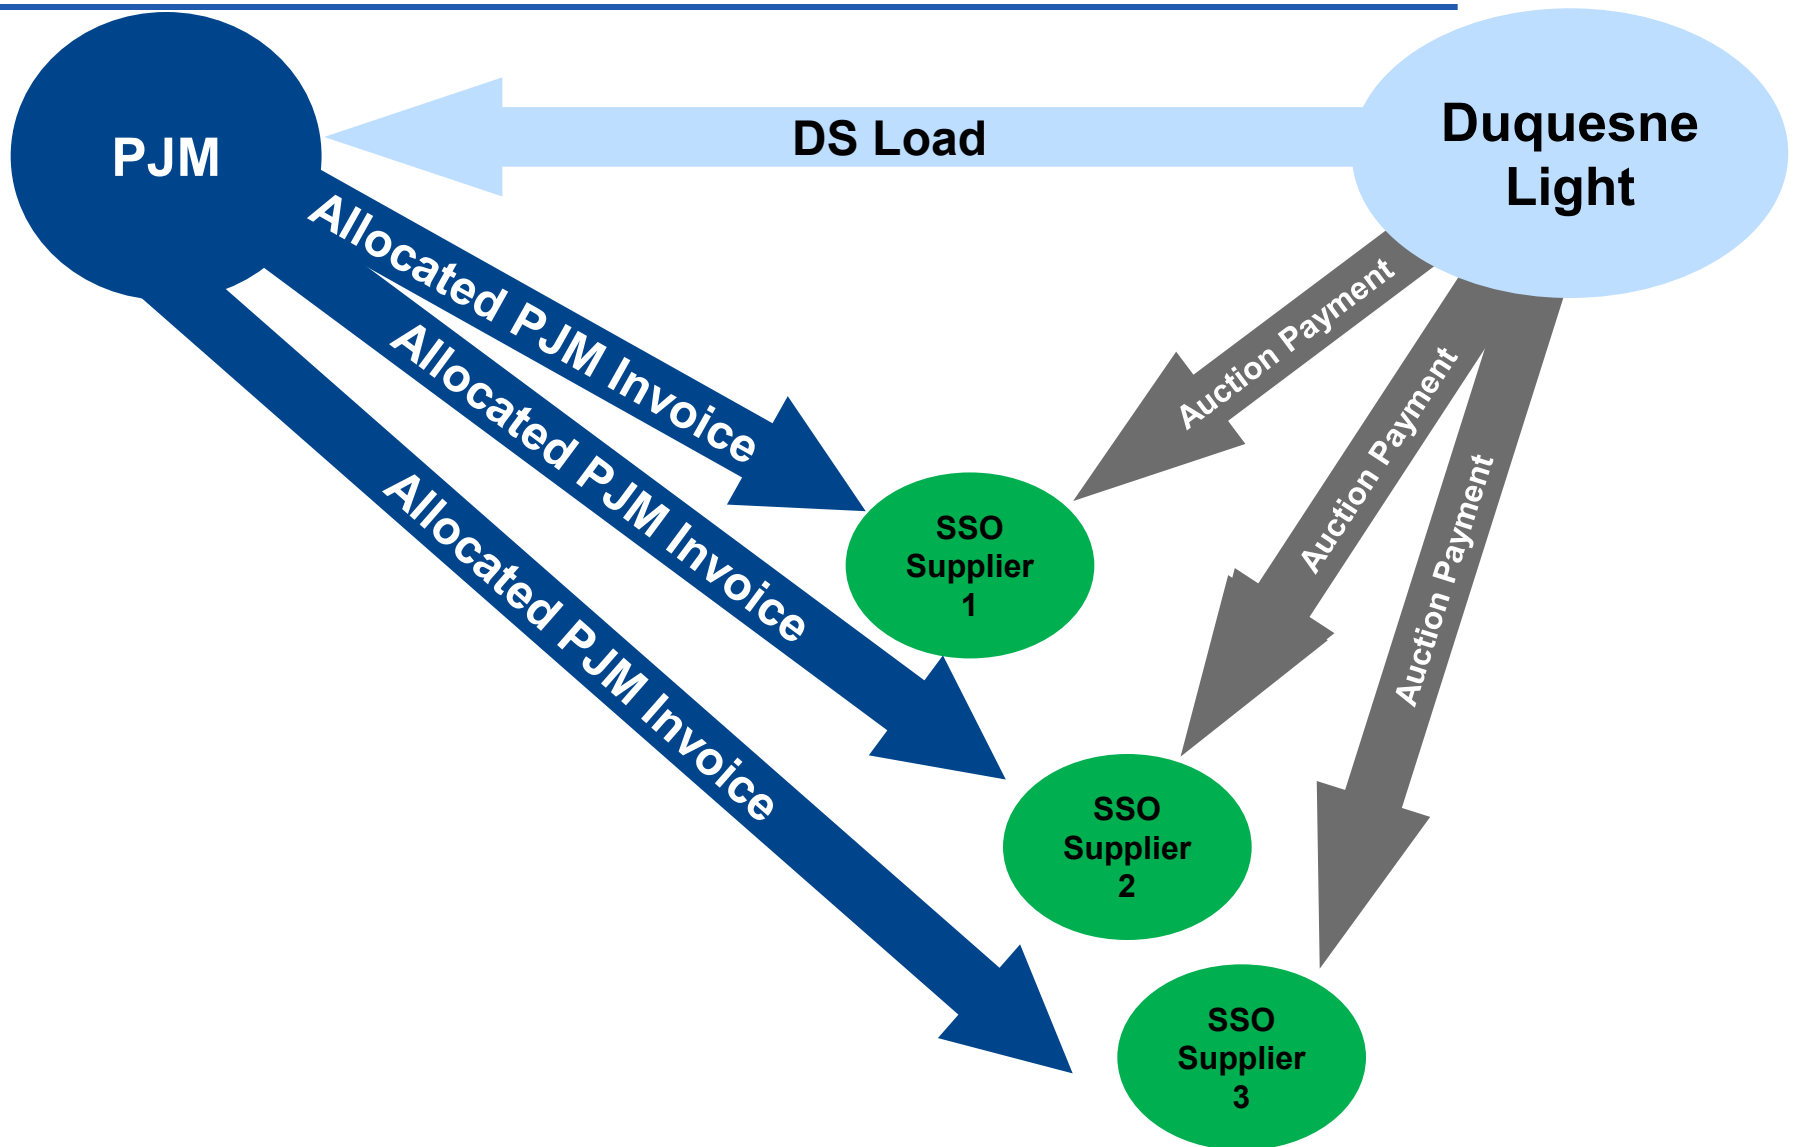 PJM
DS Load
Duquesne
Light
Allocated PJM Invoice
Allocated PJM Invoice
Allocated PJM Invoice
Auction Payment
Auction Payment
Auction Payment
SSO
Supplier
1
SSO
Supplier
2
SSO
Supplier
3